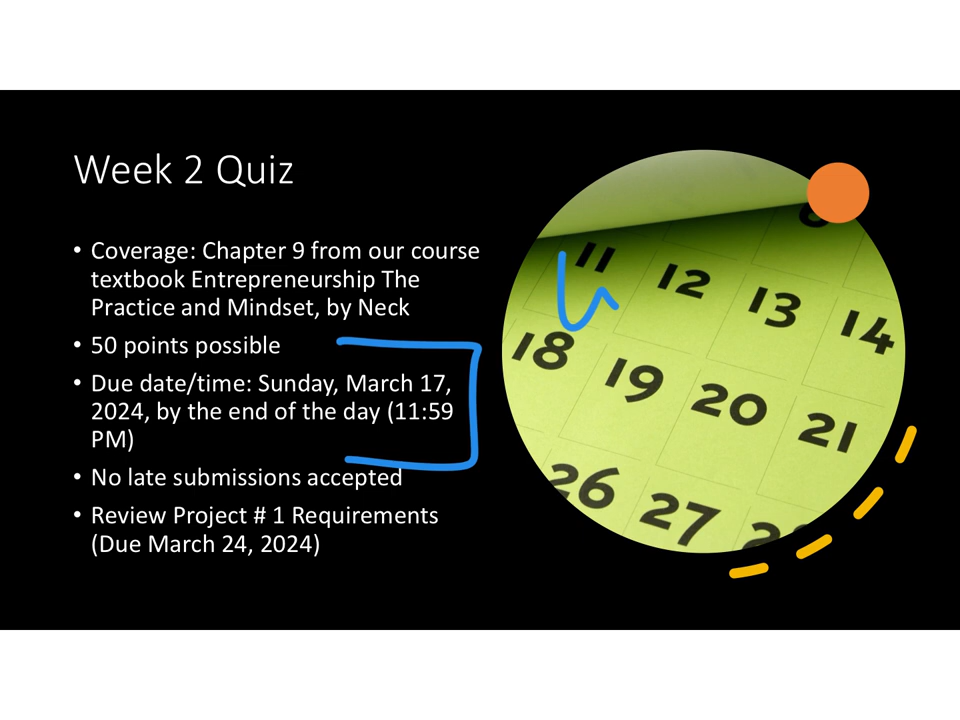 Week 2 Quiz
• Coverage: Chapter 9 from our course
textbook Entrepreneurship The
Practice and Mindset, by Neck
• 50 points possible
• Due date/time: Sunday, March 17,
2024, by the end of the day (11:59
PM)
• No late submissions accepted
• Review Project # 1 Requirements
(Due March 24, 2024)
11 12 13 14
18 19 20 21
26 27